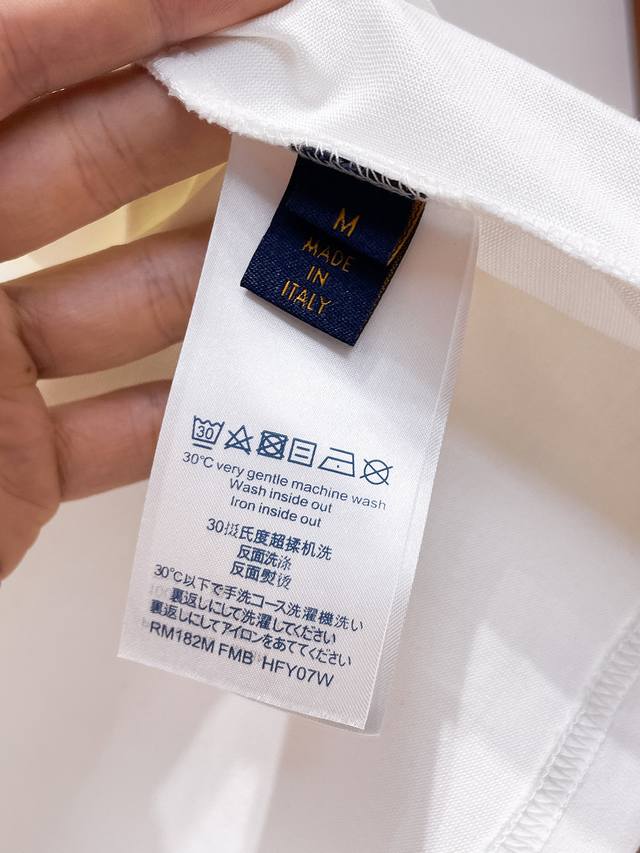 M
MADE
IN
ITALY
30
30℃ very gentle machine wash
Wash inside out
Iron inside out
30摄氏度超揉机洗
反面洗涤
反面熨烫
30℃以下で手洗コース洗濯機洗い
裏返しにして洗濯してください
裏返しにしてアイロンをあててください
RM182M FMB HFY07W